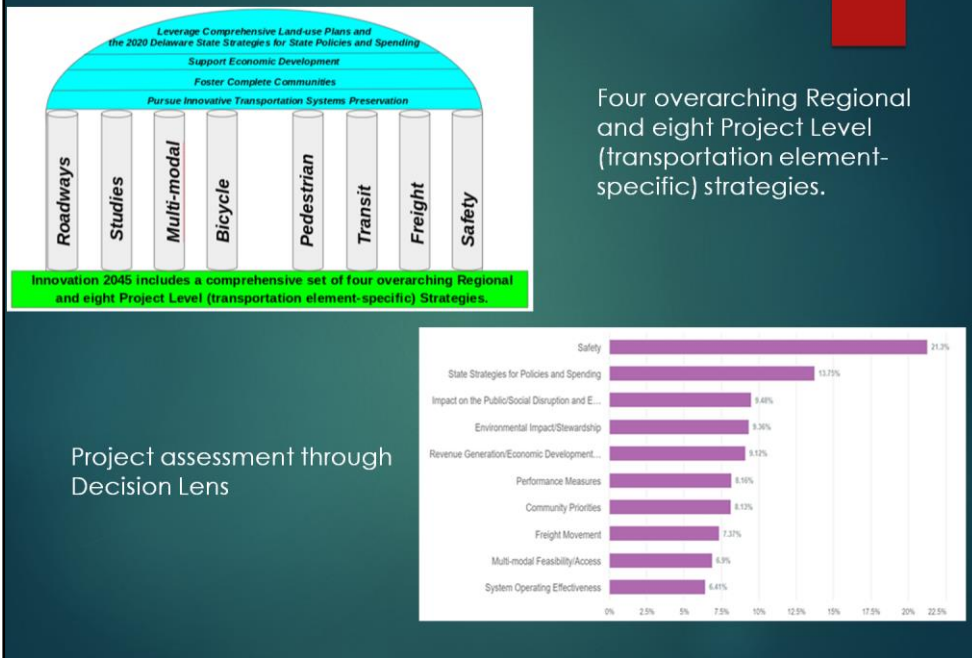 Leverage Comprehensive Land-use Plans and
the 2020 Delaware State Strategies for State Policies and Spending
Support Economic Development
Foster Complete Communities
Pursue Innovative Transportation Systems Preservation
Roadways
Studies
Multi-modal
Bicycle
Pedestrian
Transit
Freight
Safety
Innovation 2045 includes a comprehensive set of four overarching Regional
and eight Project Level (transportation element-specific) Strategies.
Four overarching Regional
and eight Project Level
(transportation element-
specific) strategies.
Project assessment through
Decision Lens
Safety 21.3%
State Strategies for Policies and Spending 13.75%
Impact on the Public/Social Disruption and E... 9.48%
Environmental Impact/Stewardship 9.36%
Revenue Generation/Economic Development... 9.12%
Performance Measures 8.16%
Community Priorities 8.13%
Freight Movement 7.37%
Multi-modal Feasibility/Access 6.9%
System Operating Effectiveness 6.41%
0% 2.5% 5% 7.5% 10% 12.5% 15% 17.5% 20% 22.5%